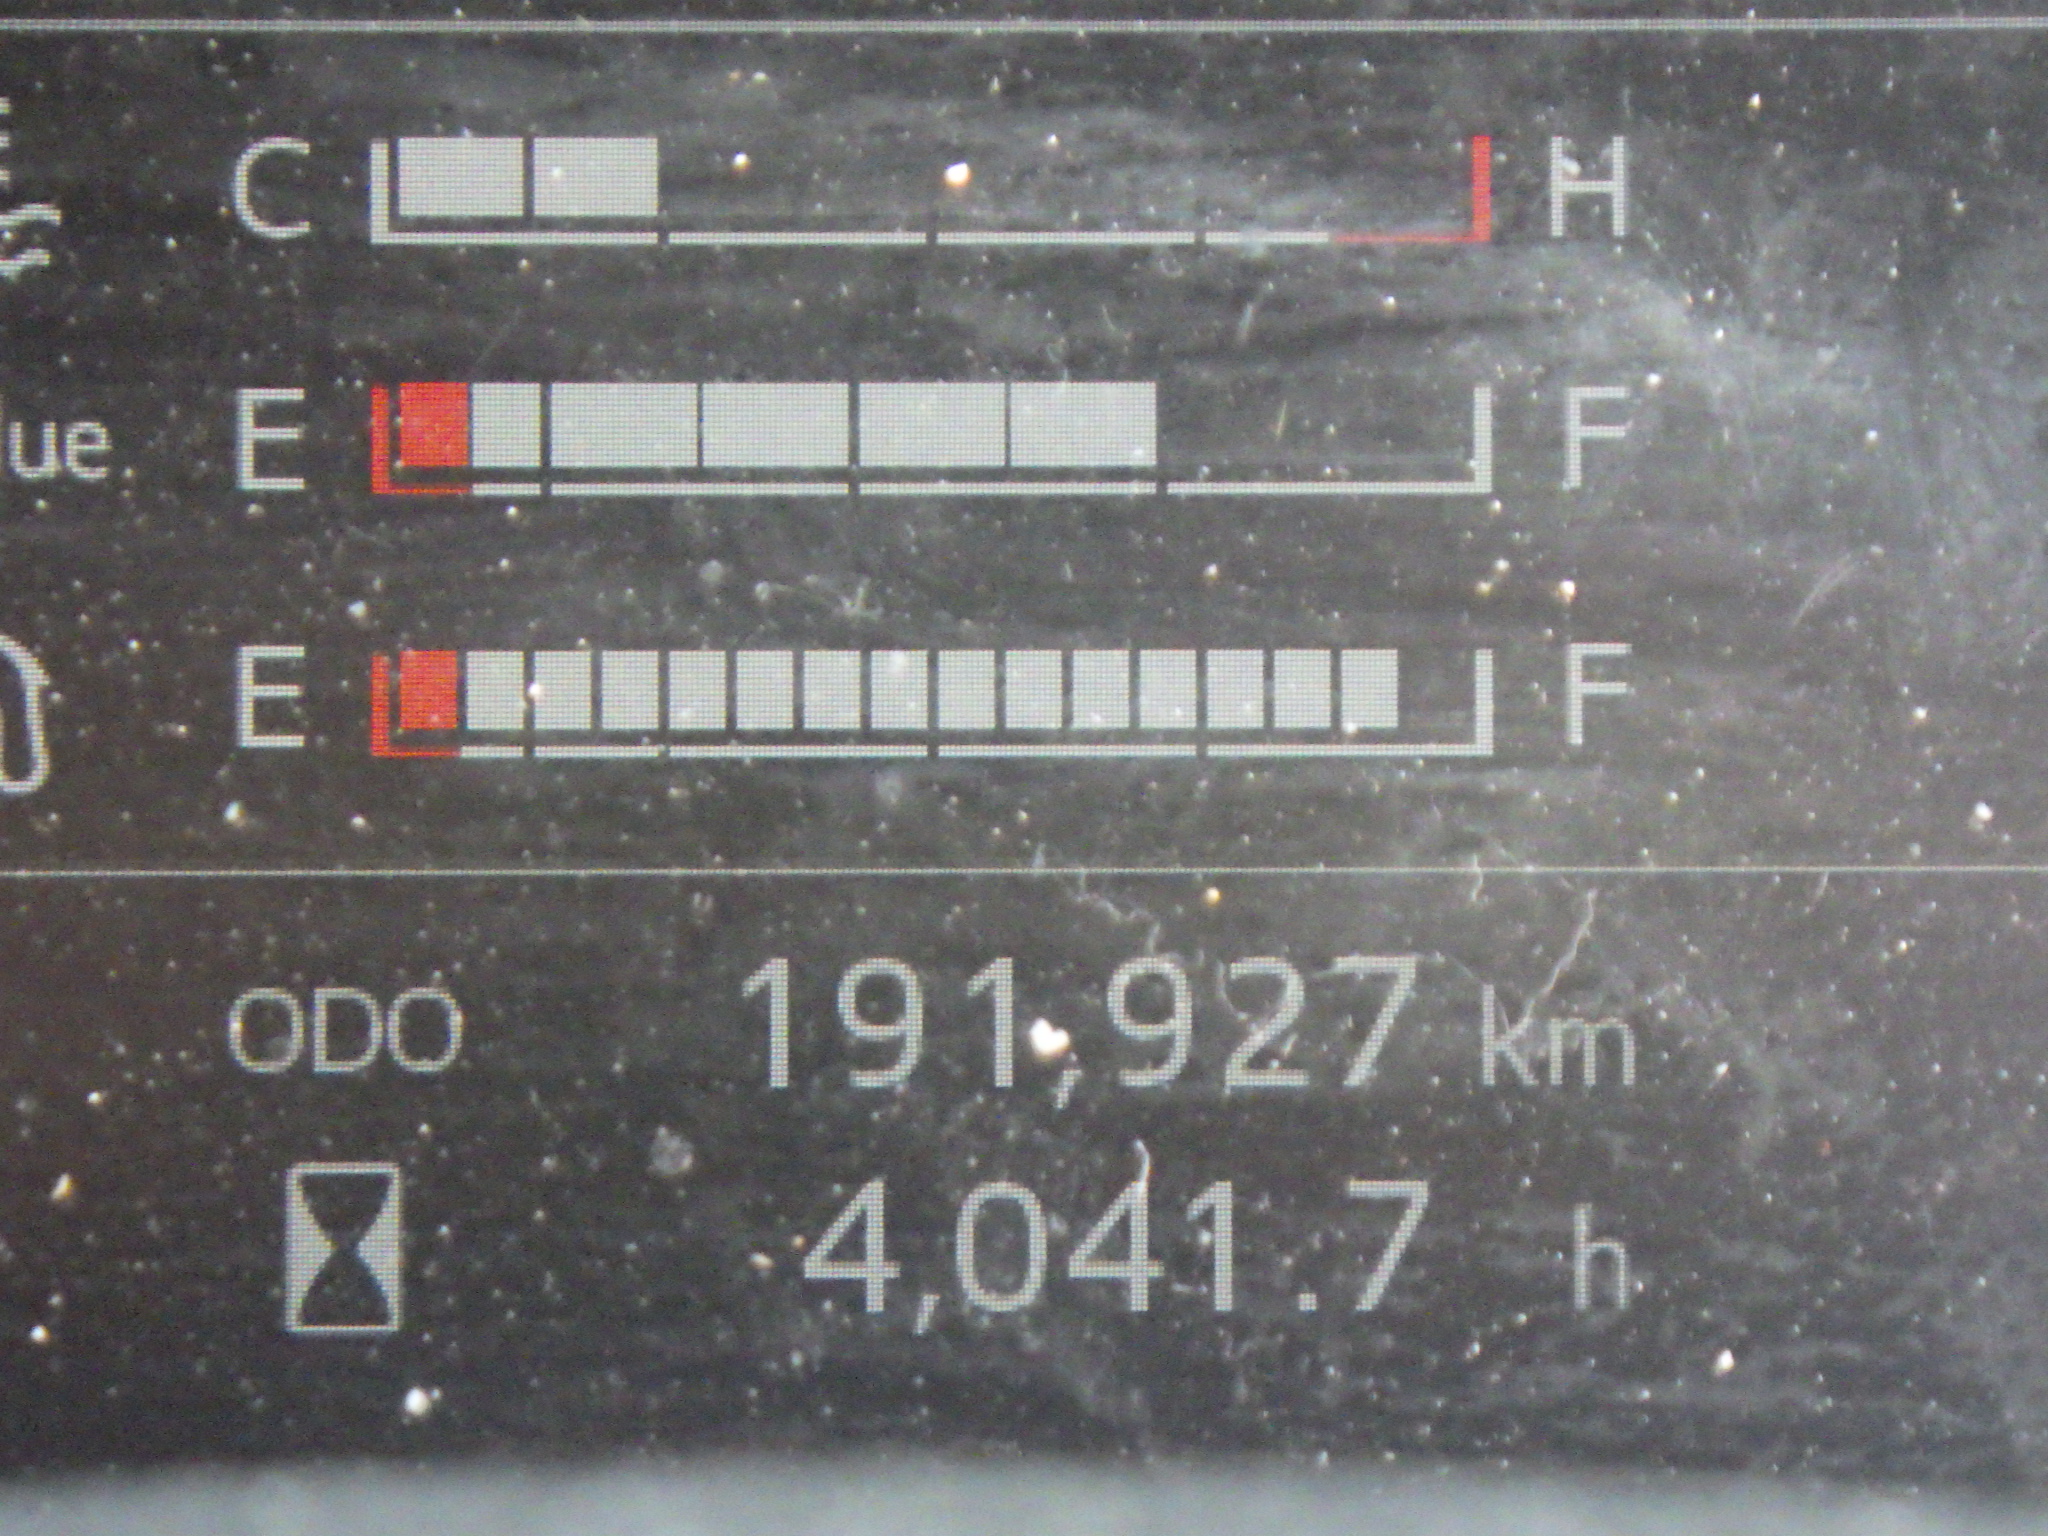 C H
ue E F
E F
ODO 191,927 km
4,041.7 h